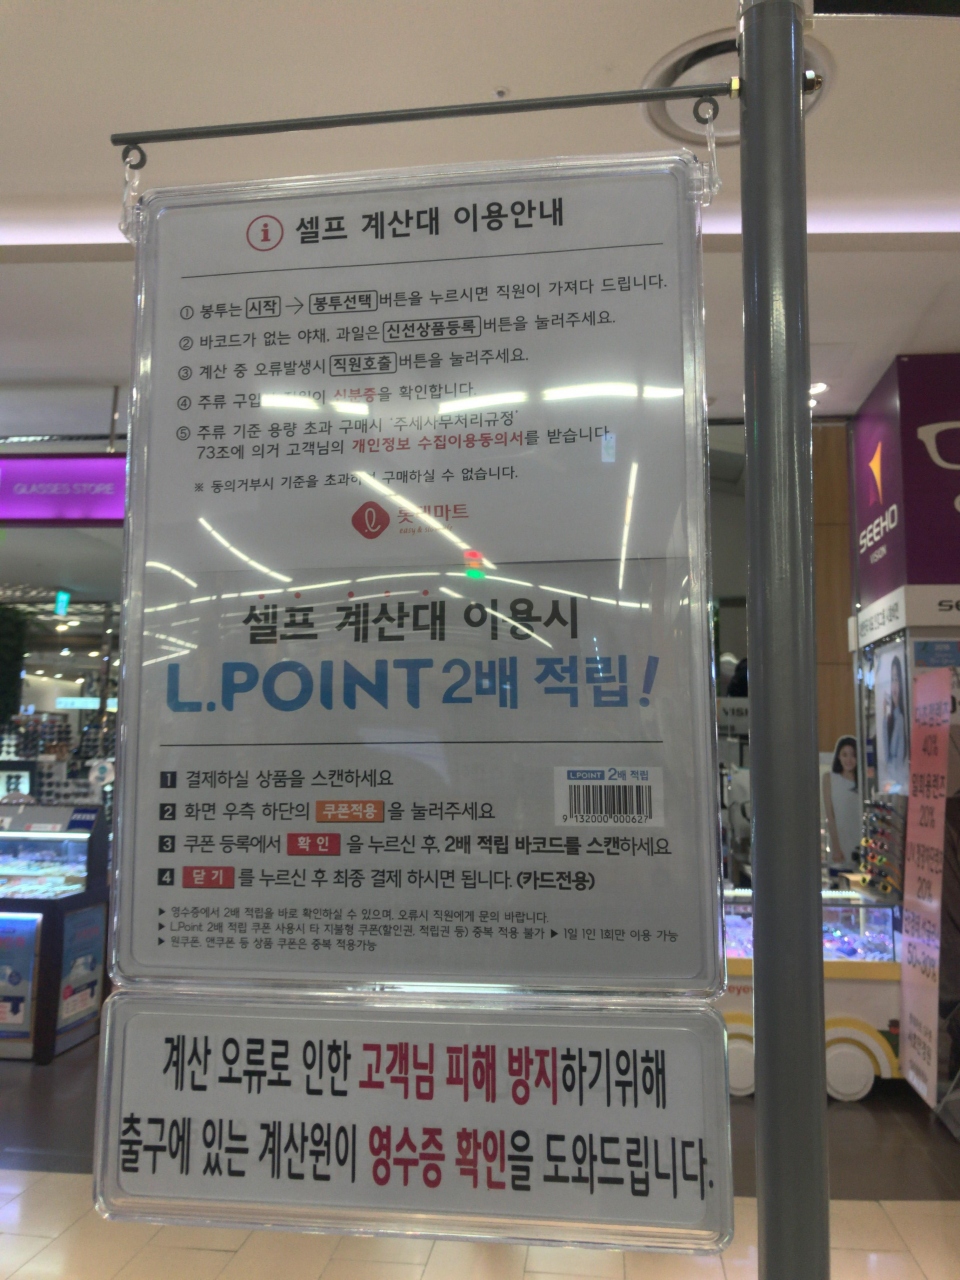 셀프 계산대 이용안내
① 봉투는 시작 → 봉투선택 버튼을 누르시면 직원이 가져다 드립니다.
② 바코드가 없는 야채, 과일은 신선상품등록 버튼을 눌러주세요.
③ 계산 중 오류발생시 직원호출 버튼을 눌러주세요.
④ 주류 구입 신분증을 확인합니다.
⑤ 주류 기준 용량 초과 구매시 '주세사무처리규정'
73조에 의거 고객님의 개인정보 수집이용동의서를 받습니다.
※ 동의거부시 기준을 초과 구매하실 수 없습니다.
롯데마트
셀프 계산대 이용시
L.POINT 2배 적립!
1 결제하실 상품을 스캔하세요
L.POINT 2배 적립
2 화면 우측 하단의 쿠폰적용 을 눌러주세요
9 132000 000627
3 쿠폰 등록에서 확인 을 누르신 후, 2배 적립 바코드를 스캔하세요
4 닫기 를 누르신 후 최종 결제 하시면 됩니다. (카드전용)
▶ 영수증에서 2배 적립을 바로 확인하실 수 있으며, 오류시 직원에게 문의 바랍니다.
▶ L.Point 2배 적립 쿠폰 사용시 타 지불형 쿠폰(할인권, 적립권 등) 중복 적용 불가 ▶ 1일 1인 1회만 이용 가능
▶ 원쿠폰, 앤쿠폰 등 상품 쿠폰은 중복 적용가능
계산 오류로 인한 고객님 피해 방지하기위해
출구에 있는 계산원이 영수증 확인을 도와드립니다.
GLASSES STORE
SEEHO
VISION
40%
20%
20%